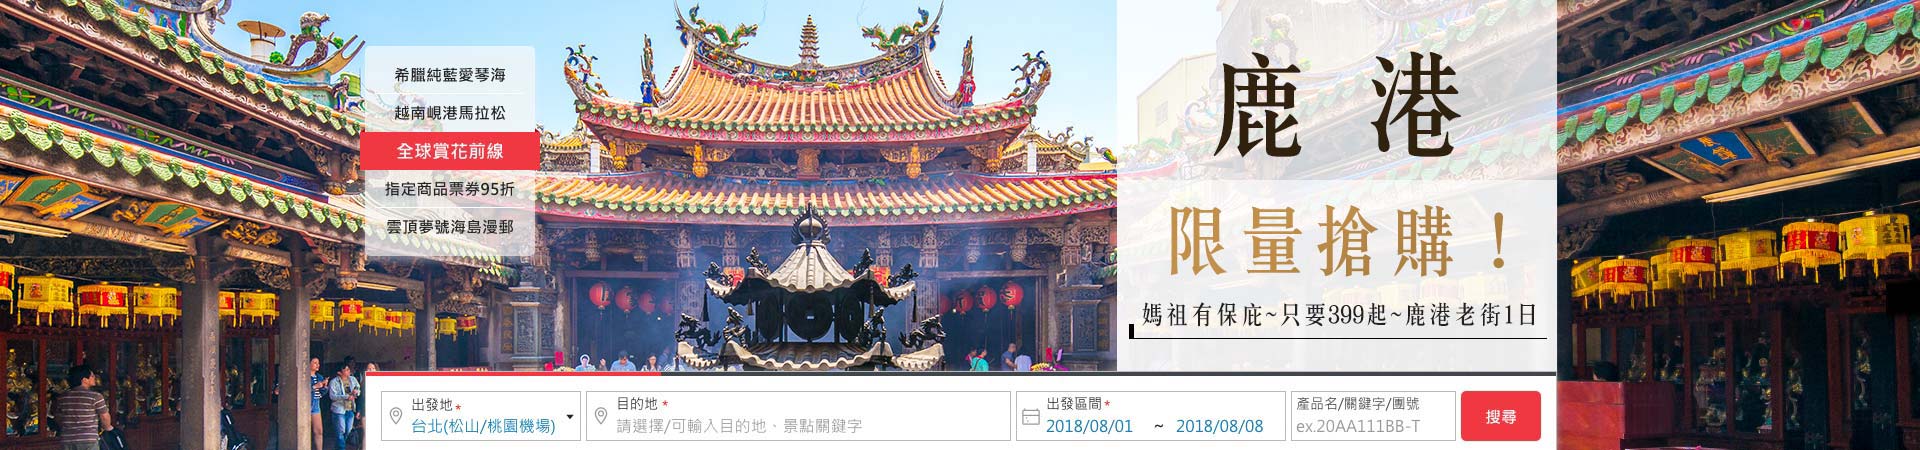 希臘純藍愛琴海
越南峴港馬拉松
全球賞花前線
指定商品票券95折
雲頂夢號海島漫郵
鹿港
限量搶購！
媽祖有保庇~只要399起~鹿港老街1日
出發地*
台北(松山/桃園機場)
目的地*
請選擇/可輸入目的地、景點關鍵字
出發區間*
2018/08/01 ~ 2018/08/08
產品名/關鍵字/團號
ex.20AA111BB-T
搜尋